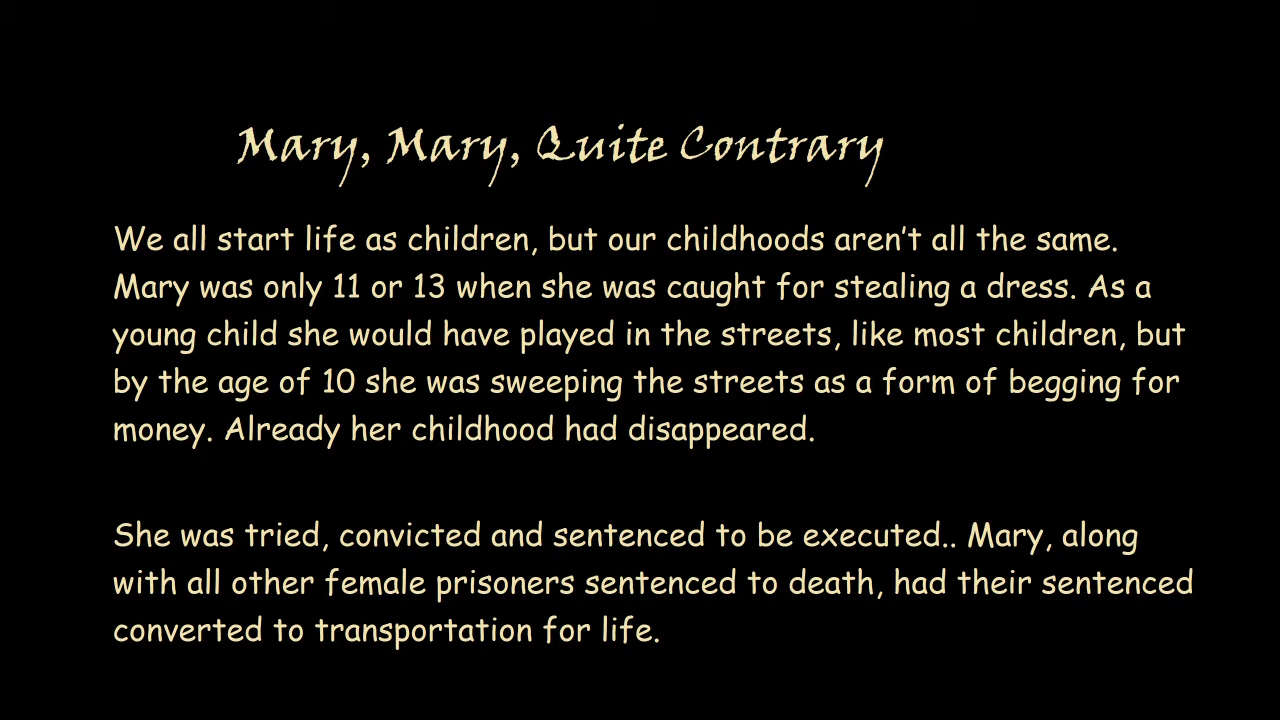 Mary, Mary, Quite Contrary
We all start life as children, but our childhoods aren’t all the same.
Mary was only 11 or 13 when she was caught for stealing a dress. As a
young child she would have played in the streets, like most children, but
by the age of 10 she was sweeping the streets as a form of begging for
money. Already her childhood had disappeared.
She was tried, convicted and sentenced to be executed.. Mary, along
with all other female prisoners sentenced to death, had their sentenced
converted to transportation for life.